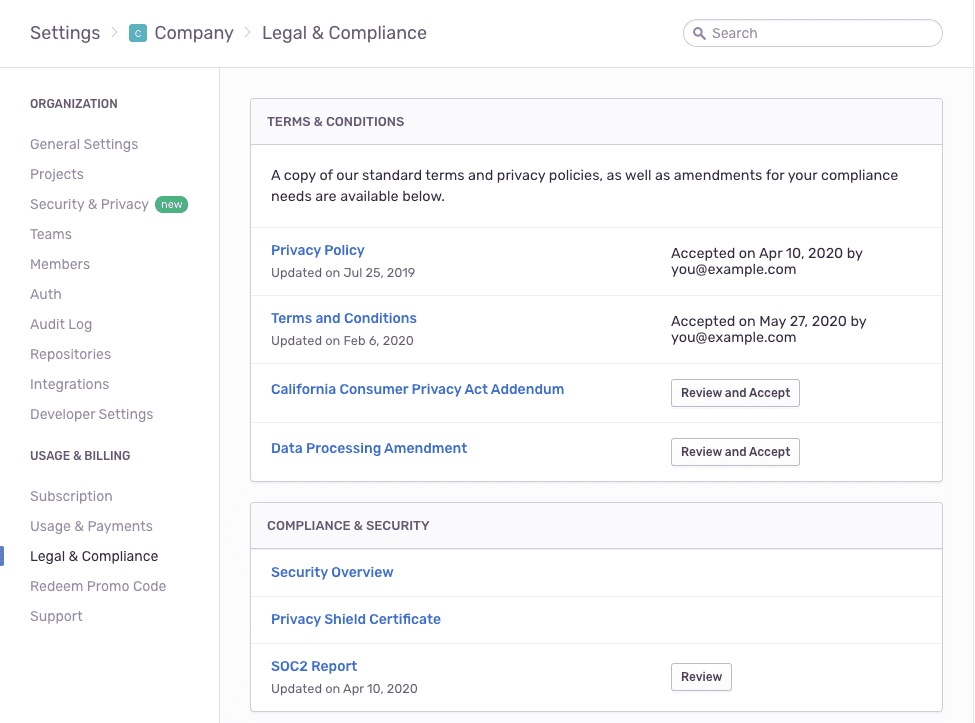 Settings > C Company > Legal & Compliance
Search
ORGANIZATION
General Settings
Projects
Security & Privacy new
Teams
Members
Auth
Audit Log
Repositories
Integrations
Developer Settings
USAGE & BILLING
Subscription
Usage & Payments
Legal & Compliance
Redeem Promo Code
Support
TERMS & CONDITIONS
A copy of our standard terms and privacy policies, as well as amendments for your compliance
needs are available below.
Privacy Policy
Updated on Jul 25, 2019
Accepted on Apr 10, 2020 by
you@example.com
Terms and Conditions
Updated on Feb 6, 2020
Accepted on May 27, 2020 by
you@example.com
California Consumer Privacy Act Addendum
Review and Accept
Data Processing Amendment
Review and Accept
COMPLIANCE & SECURITY
Security Overview
Privacy Shield Certificate
SOC2 Report
Updated on Apr 10, 2020
Review